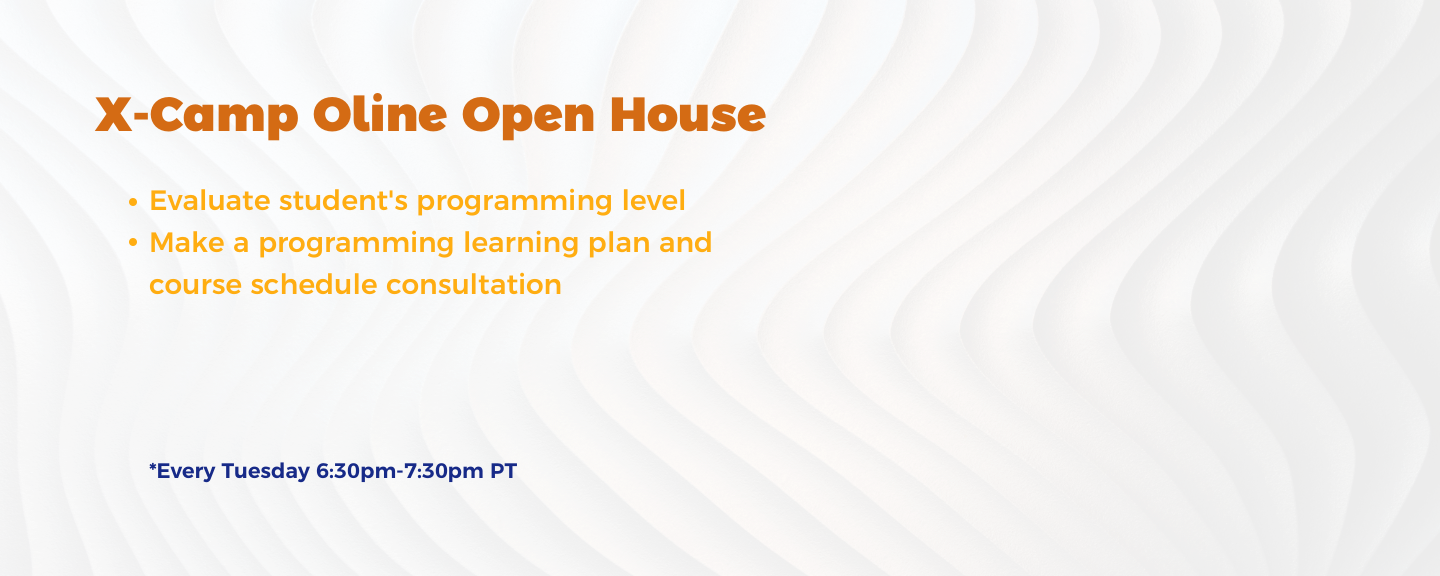 X-Camp Oline Open House
• Evaluate student's programming level
• Make a programming learning plan and
course schedule consultation
*Every Tuesday 6:30pm-7:30pm PT